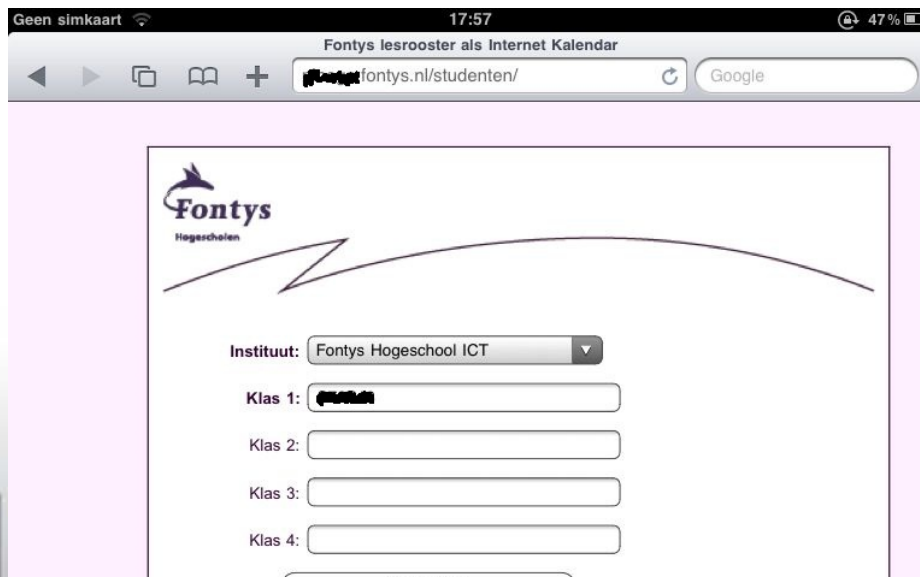 Geen simkaart 17:57 47%
Fontys lesrooster als Internet Kalendar
fontys.nl/studenten/ Google
Fontys
Hogescholen
Instituut: Fontys Hogeschool ICT
Klas 1:
Klas 2:
Klas 3:
Klas 4: